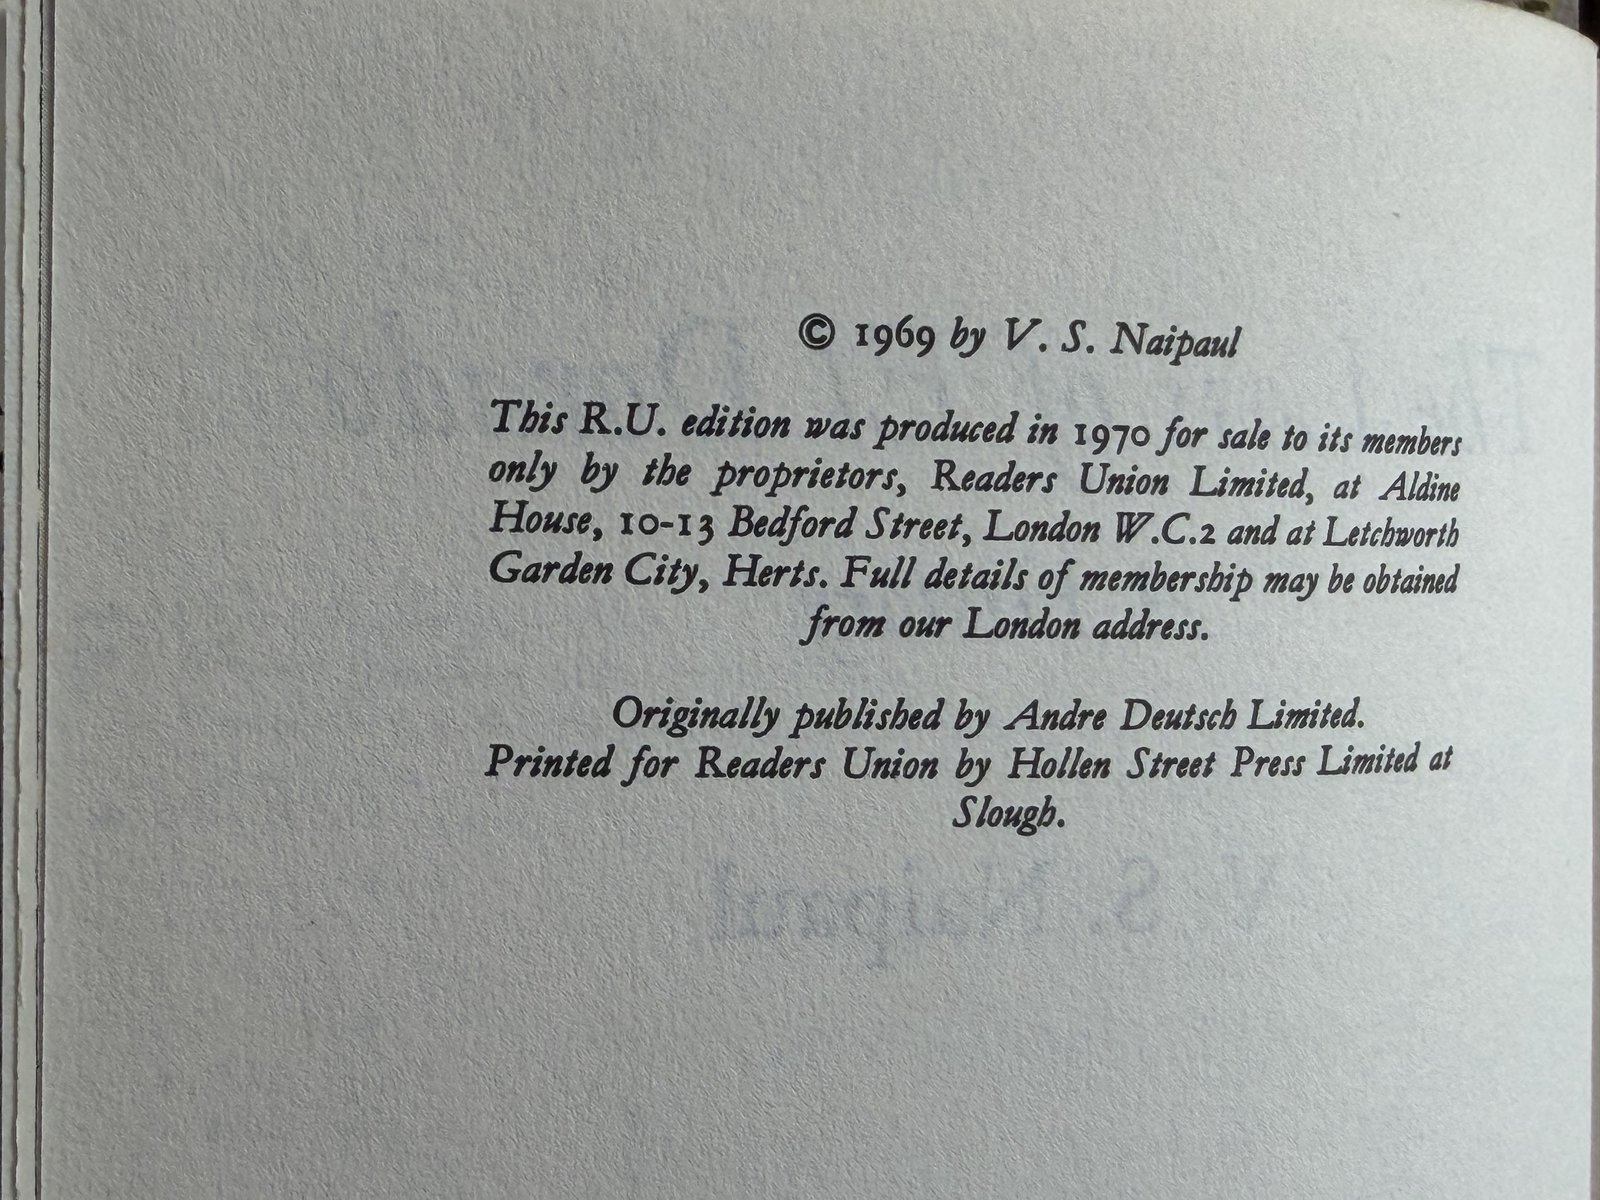 © 1969 by V. S. Naipaul
This R.U. edition was produced in 1970 for sale to its members
only by the proprietors, Readers Union Limited, at Aldine
House, 10-13 Bedford Street, London W.C.2 and at Letchworth
Garden City, Herts. Full details of membership may be obtained
from our London address.
Originally published by Andre Deutsch Limited.
Printed for Readers Union by Hollen Street Press Limited at
Slough.
V. S. Naipaul